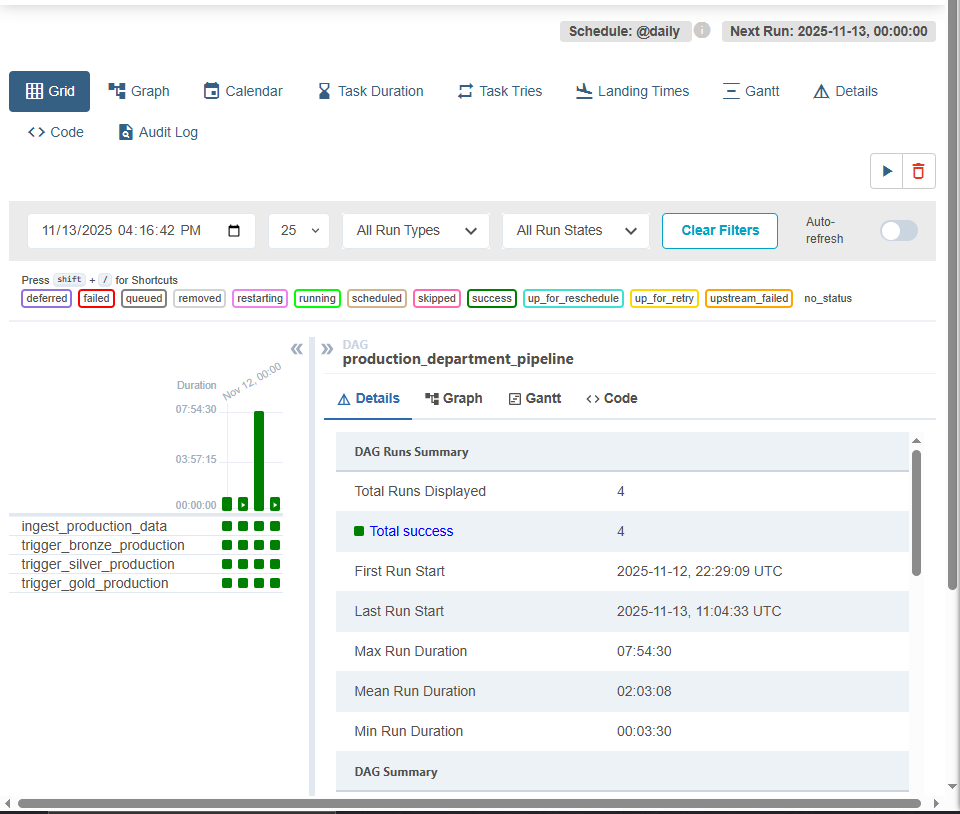 Schedule: @daily i Next Run: 2025-11-13, 00:00:00
Grid Graph Calendar Task Duration Task Tries Landing Times Gantt Details
Code Audit Log
11/13/2025 04:16:42 PM 25 All Run Types All Run States Clear Filters Auto-refresh
Press shift + / for Shortcuts
deferred failed queued removed restarting running scheduled skipped success up_for_reschedule up_for_retry upstream_failed no_status
DAG
production_department_pipeline
Details Graph Gantt Code
Duration Nov 12, 00:00
07:54:30
03:57:15
00:00:00
ingest_production_data
trigger_bronze_production
trigger_silver_production
trigger_gold_production
DAG Runs Summary
Total Runs Displayed 4
Total success 4
First Run Start 2025-11-12, 22:29:09 UTC
Last Run Start 2025-11-13, 11:04:33 UTC
Max Run Duration 07:54:30
Mean Run Duration 02:03:08
Min Run Duration 00:03:30
DAG Summary